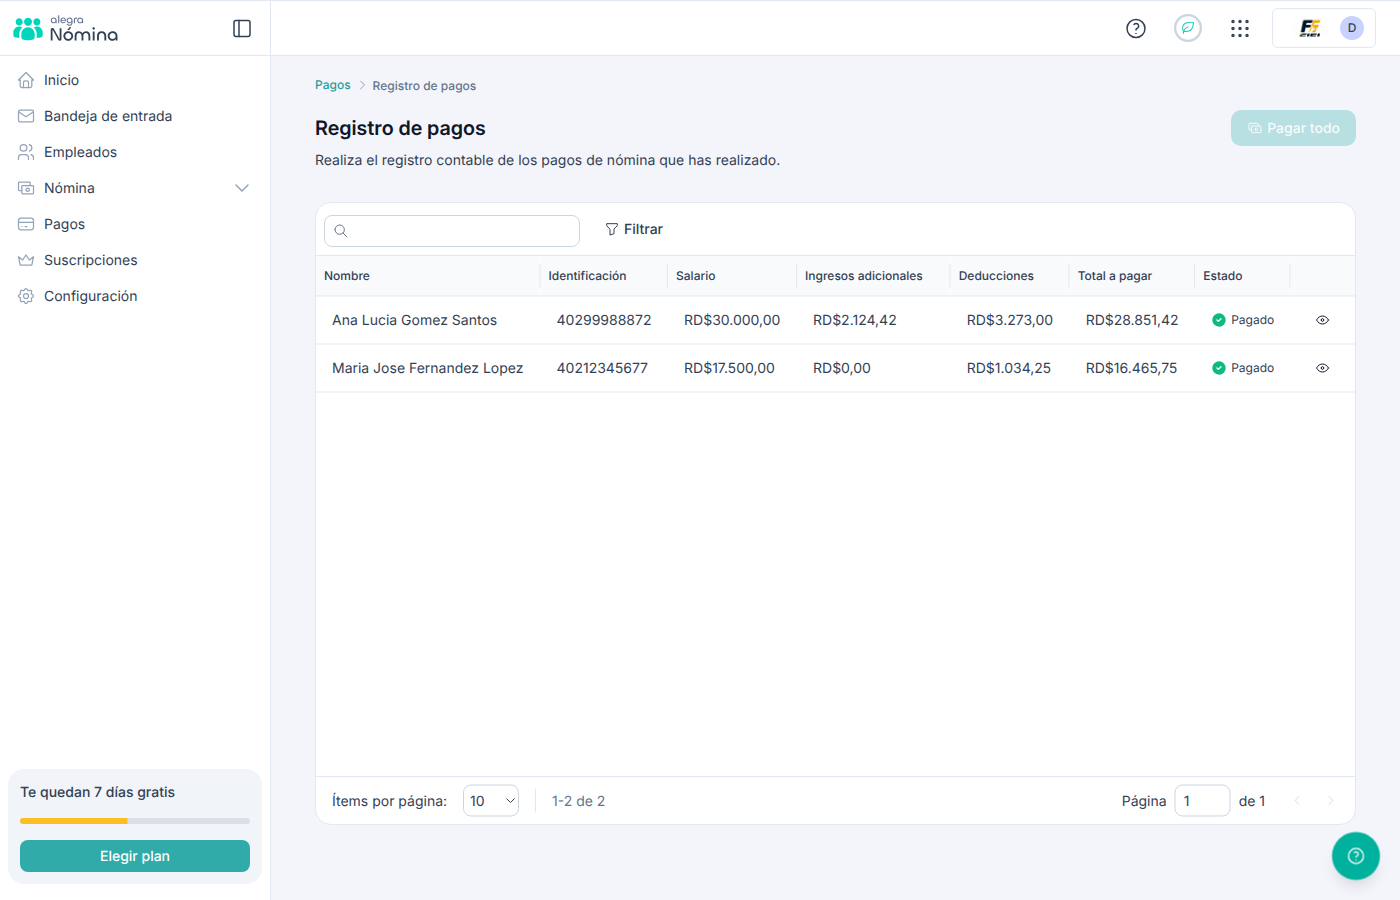 alegra
Nómina
D
Inicio
Bandeja de entrada
Empleados
Nómina
Pagos
Suscripciones
Configuración
Te quedan 7 días gratis
Elegir plan
Pagos > Registro de pagos
Registro de pagos
Pagar todo
Realiza el registro contable de los pagos de nómina que has realizado.
Filtrar
Nombre Identificación Salario Ingresos adicionales Deducciones Total a pagar Estado
Ana Lucia Gomez Santos 40299988872 RD$30.000,00 RD$2.124,42 RD$3.273,00 RD$28.851,42 Pagado
Maria Jose Fernandez Lopez 40212345677 RD$17.500,00 RD$0,00 RD$1.034,25 RD$16.465,75 Pagado
Ítems por página: 10 1-2 de 2 Página 1 de 1